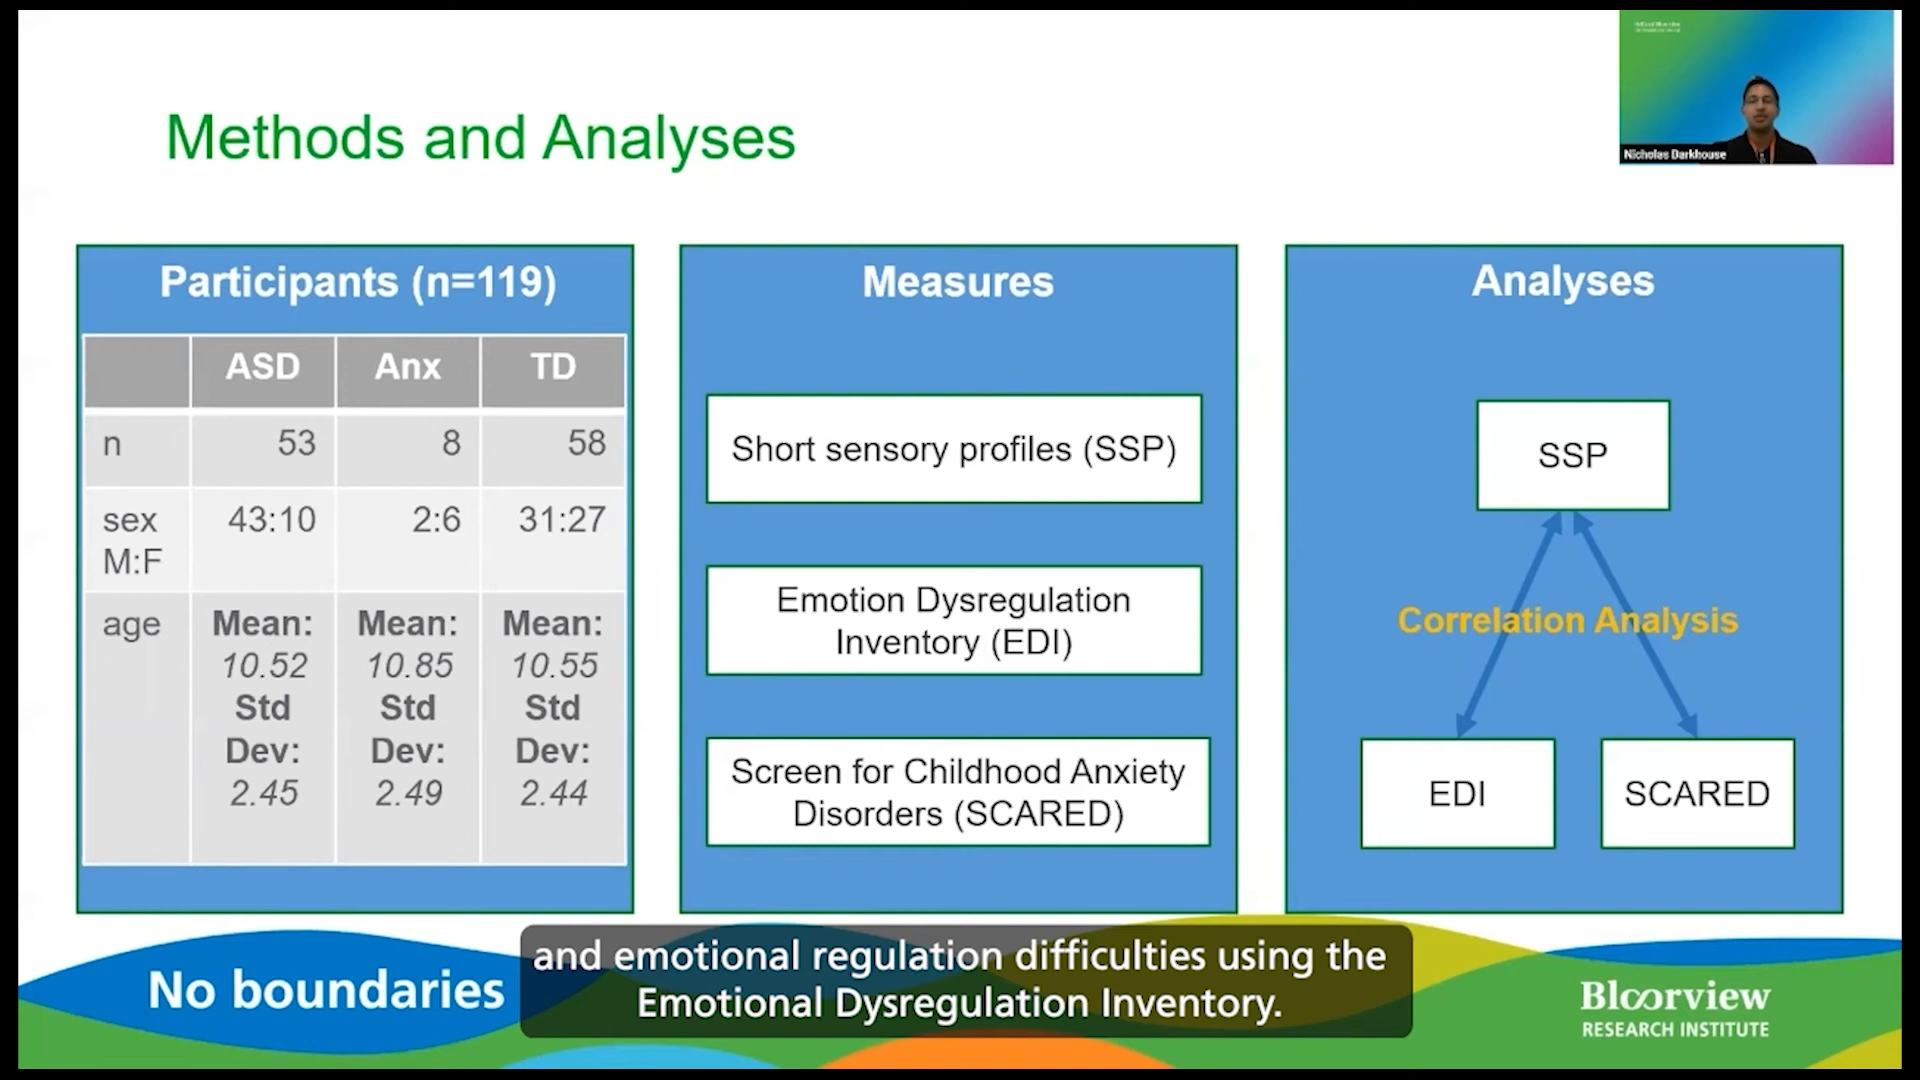 Methods and Analyses
Nicholas Darkhouse
Participants (n=119)
ASD Anx TD
n 53 8 58
sex 43:10 2:6 31:27
M:F
age Mean: Mean: Mean:
10.52 10.85 10.55
Std Std Std
Dev: Dev: Dev:
2.45 2.49 2.44
Measures
Short sensory profiles (SSP)
Emotion Dysregulation
Inventory (EDI)
Screen for Childhood Anxiety
Disorders (SCARED)
Analyses
SSP
Correlation Analysis
EDI SCARED
No boundaries
and emotional regulation difficulties using the
Emotional Dysregulation Inventory.
Bloorview
RESEARCH INSTITUTE